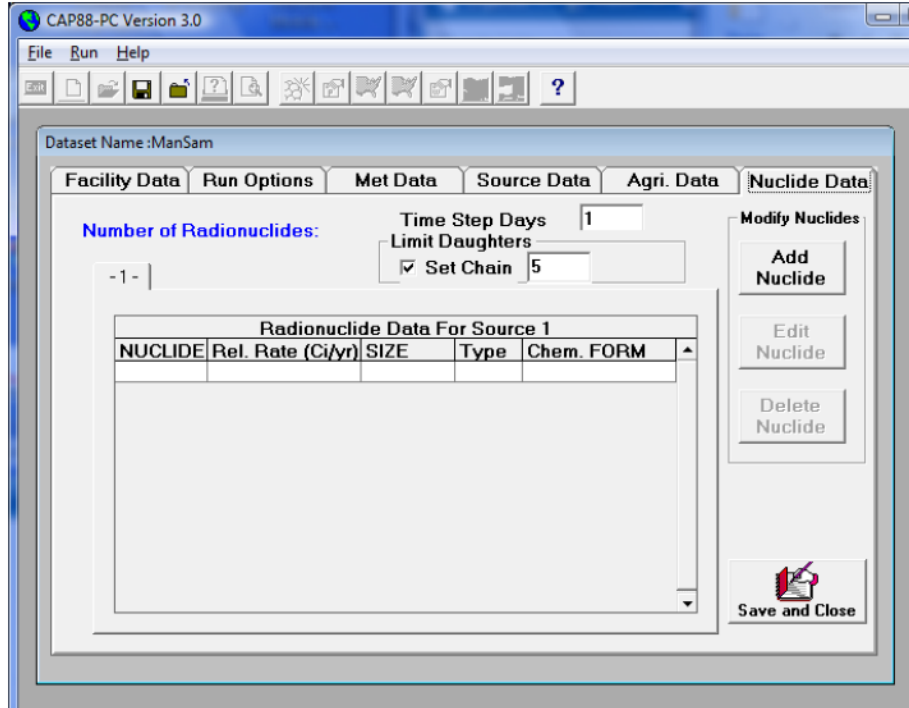 CAP88-PC Version 3.0
File Run Help
Exit
?
Dataset Name :ManSam
Facility Data Run Options Met Data Source Data Agri. Data Nuclide Data
Number of Radionuclides:
Time Step Days 1
Limit Daughters
Set Chain 5
Modify Nuclides
Add
Nuclide
Edit
Nuclide
Delete
Nuclide
- 1 -
Radionuclide Data For Source 1
NUCLIDE Rel. Rate (Ci/yr) SIZE Type Chem. FORM
Save and Close